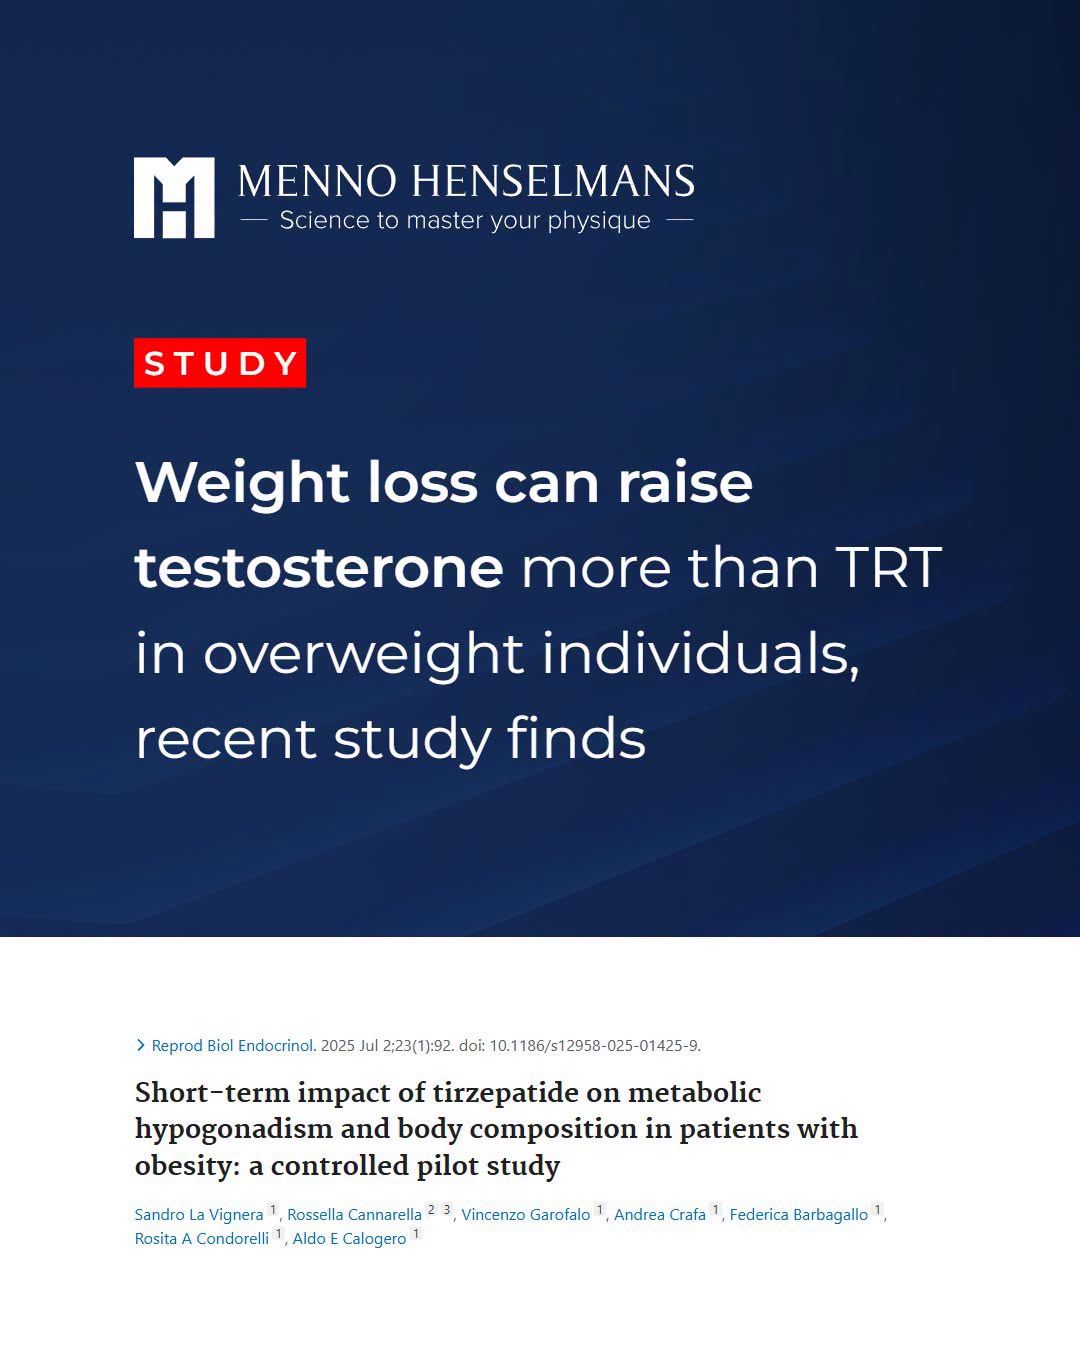 MENNO HENSELMANS
Science to master your physique
STUDY
Weight loss can raise
testosterone more than TRT
in overweight individuals,
recent study finds
> Reprod Biol Endocrinol. 2025 Jul 2;23(1):92. doi: 10.1186/s12958-025-01425-9.
Short-term impact of tirzepatide on metabolic
hypogonadism and body composition in patients with
obesity: a controlled pilot study
Sandro La Vignera 1, Rossella Cannarella 2 3, Vincenzo Garofalo 1, Andrea Crafa 1, Federica Barbagallo 1,
Rosita A Condorelli 1, Aldo E Calogero 1